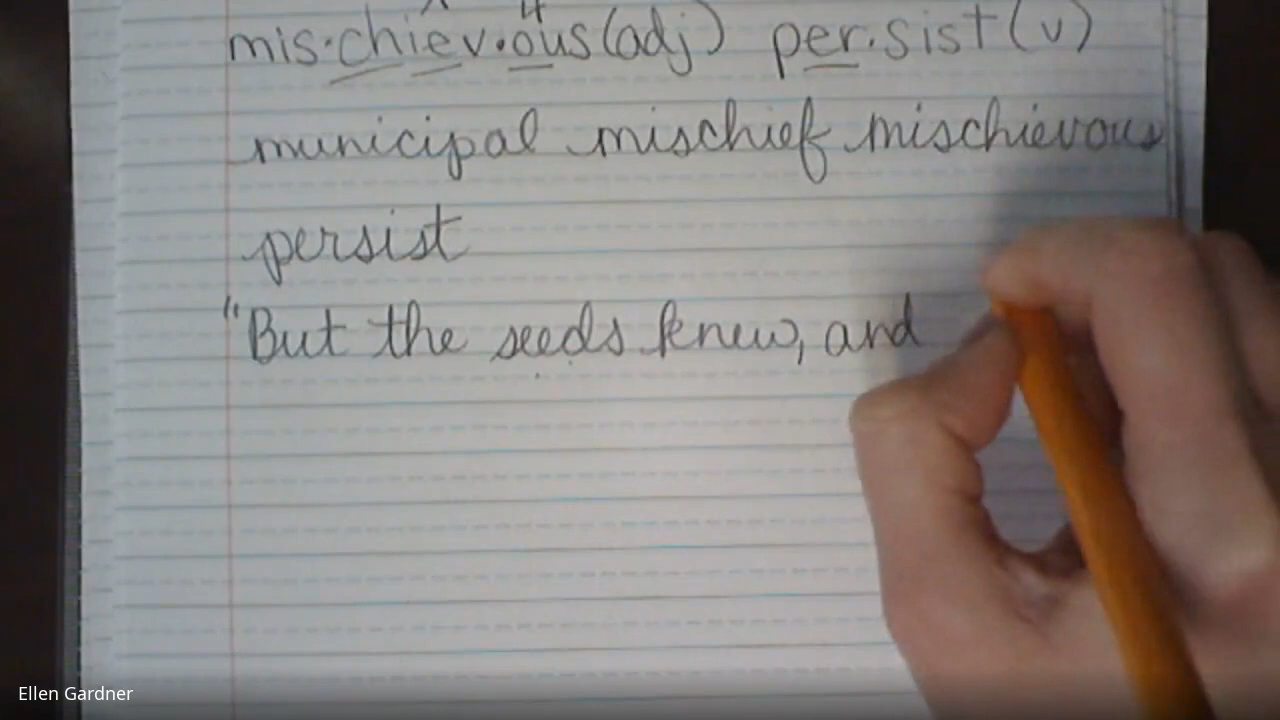 mis·chiev·ous (adj) per·sist (v)
municipal mischief mischievous
persist
"But the seeds knew, and
Ellen Gardner